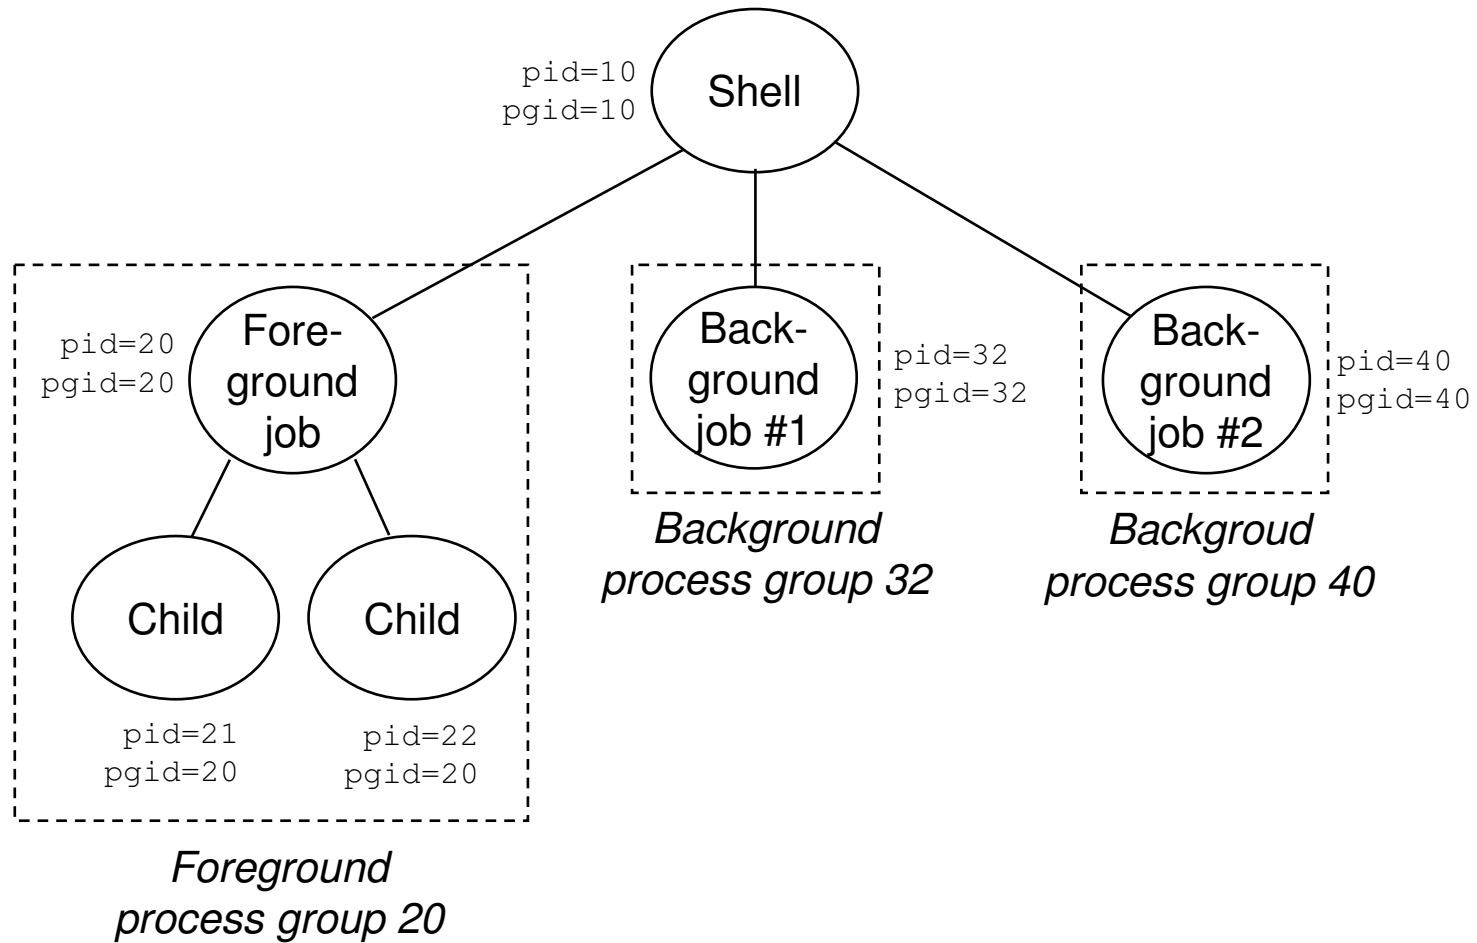 pid=10
pgid=10
Shell
pid=20
pgid=20
Fore-
ground
job
Back-
ground
job #1
pid=32
pgid=32
Back-
ground
job #2
pid=40
pgid=40
Child
Child
pid=21
pgid=20
pid=22
pgid=20
Background
process group 32
Backgroud
process group 40
Foreground
process group 20